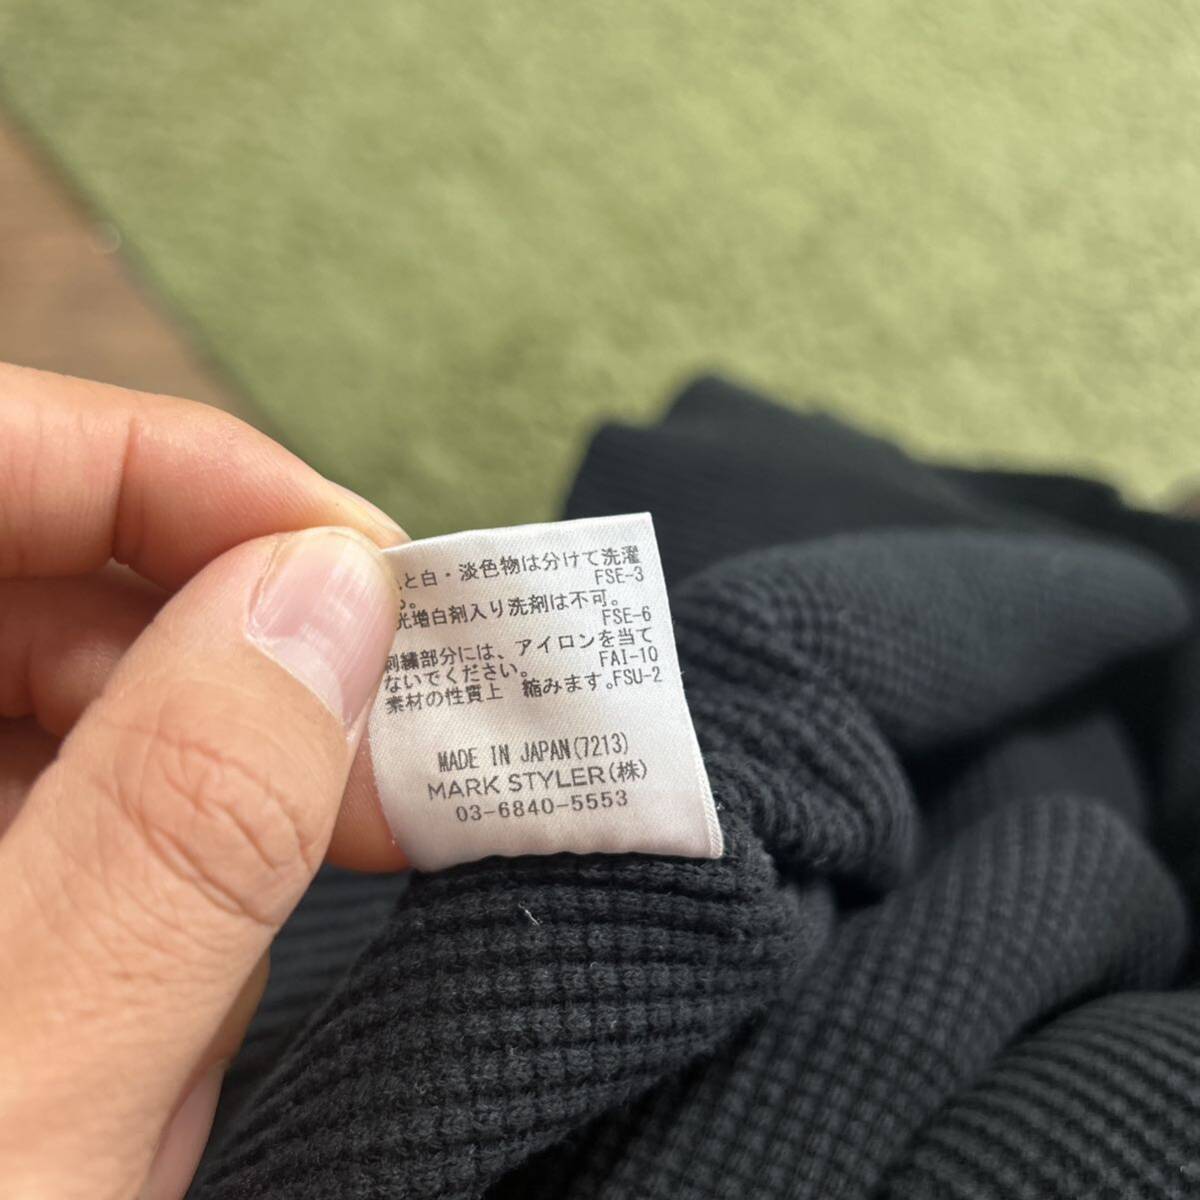 と白・淡色物は分けて洗濯
FSE-3
。
光増白剤入り洗剤は不可。
FSE-6
刺繍部分には、アイロンを当て
FAI-10
ないでください。
素材の性質上 縮みます。FSU-2
MADE IN JAPAN(7213)
MARK STYLER(株)
03-6840-5553